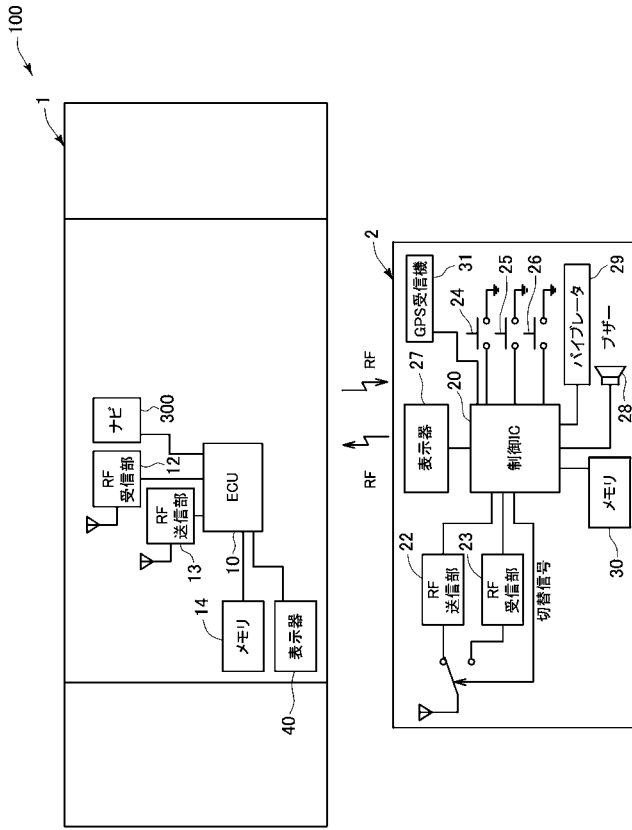 100
1
ナビ
300
RF
受信部
12
RF
送信部
13
ECU
10
メモリ
14
表示器
40
RF
RF
2
GPS受信機
31
24
25
26
27
表示器
20
制御IC
バイブレータ
29
ブザー
28
メモリ
30
22
RF
送信部
23
RF
受信部
切替信号